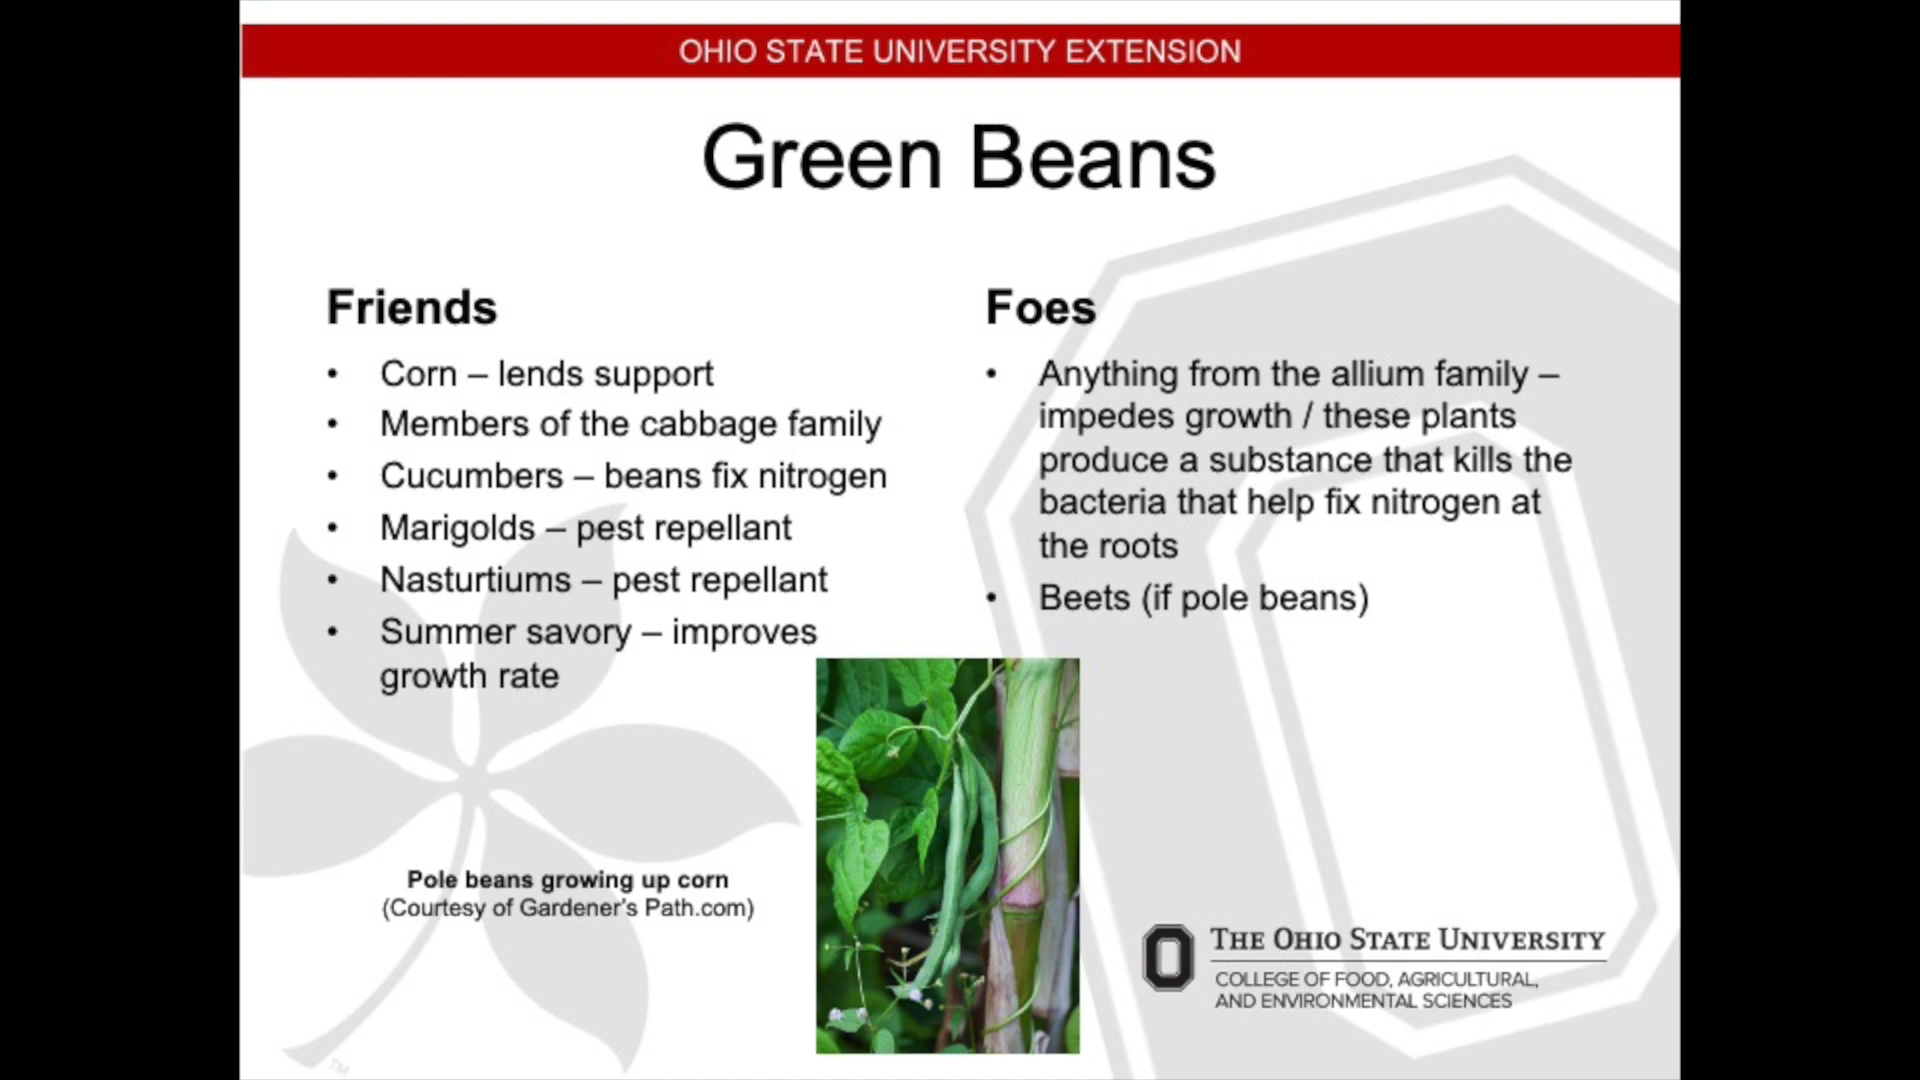 OHIO STATE UNIVERSITY EXTENSION
Green Beans
Friends
• Corn – lends support
• Members of the cabbage family
• Cucumbers – beans fix nitrogen
• Marigolds – pest repellant
• Nasturtiums – pest repellant
• Summer savory – improves
growth rate
Foes
• Anything from the allium family –
impedes growth / these plants
produce a substance that kills the
bacteria that help fix nitrogen at
the roots
• Beets (if pole beans)
Pole beans growing up corn
(Courtesy of Gardener's Path.com)
THE OHIO STATE UNIVERSITY
COLLEGE OF FOOD, AGRICULTURAL,
AND ENVIRONMENTAL SCIENCES
TM